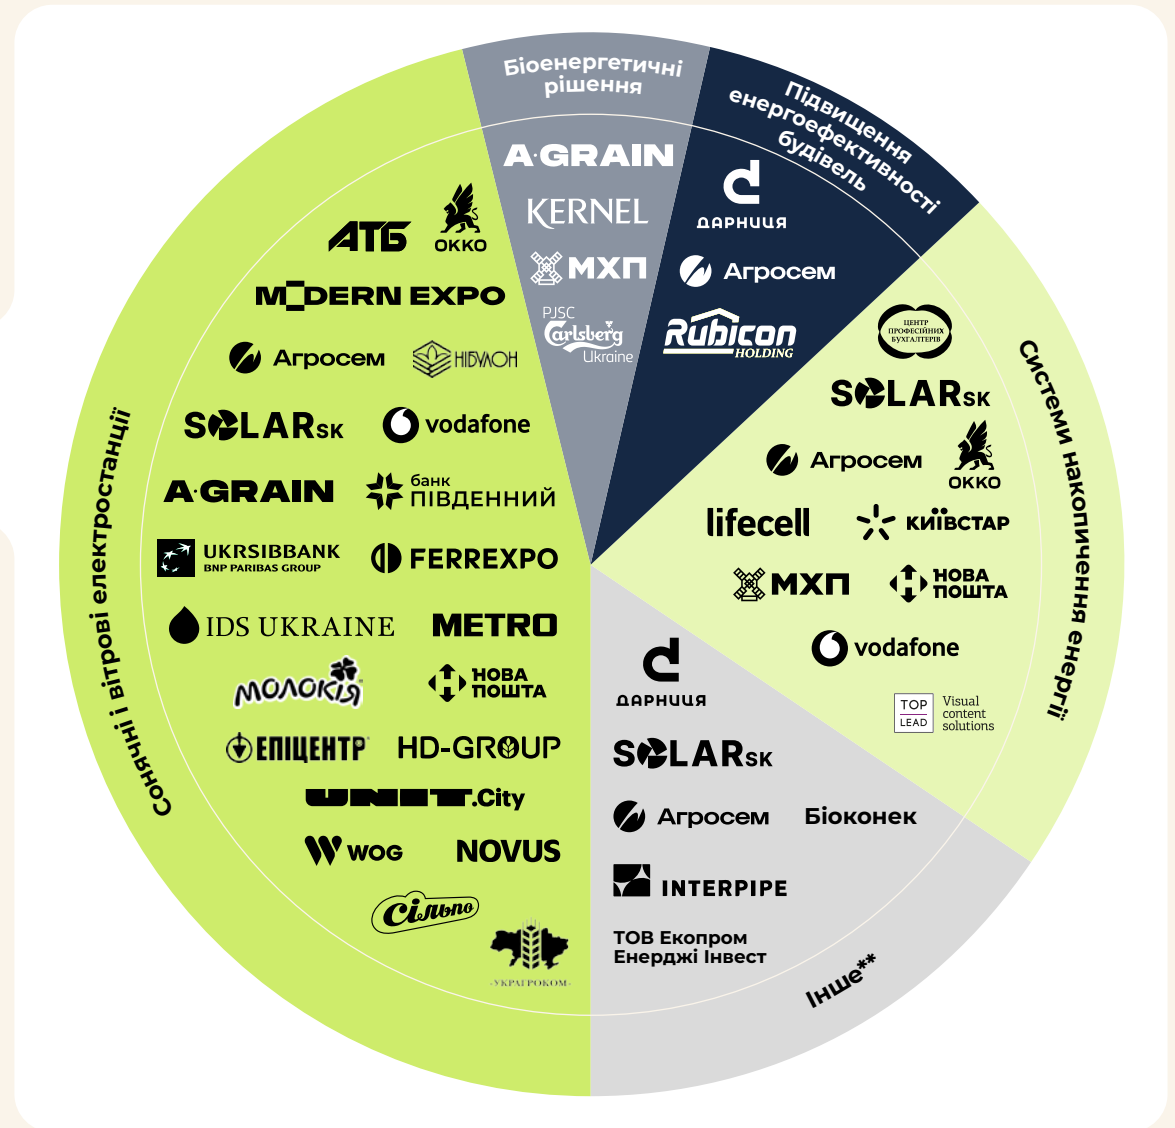 Біоенергетичні
рішення
A·GRAIN
KERNEL
МХП
PJSC
Carlsberg
Ukraine
Підвищення
енергоефективності
будівель
ДАРНИЦЯ
Агросем
Rubicon
HOLDING
Системи накопичення енергії
ЦЕНТР
ПРОФЕСІЙНИХ
БУХГАЛТЕРІВ
SOLARSK
Агросем
ОККО
lifecell
КИЇВСТАР
МХП
НОВА
ПОШТА
vodafone
TOP
LEAD
Visual
content
solutions
Інше**
ДАРНИЦЯ
SOLARSK
Агросем
Біоконек
INTERPIPE
ТОВ Екопром
Енерджі Інвест
Сонячні і вітрові електростанції
АТБ
ОККО
MODERN EXPO
Агросем
НІБУЛОН
SOLARSK
vodafone
A·GRAIN
банк
ПІВДЕННИЙ
UKRSIBBANK
BNP PARIBAS GROUP
FERREXPO
IDS UKRAINE
METRO
МОЛОКІЯ
НОВА
ПОШТА
ЕПІЦЕНТР
HD-GROUP
UNIT.City
WOG
NOVUS
Сільпо
УКРАГРОКОМ